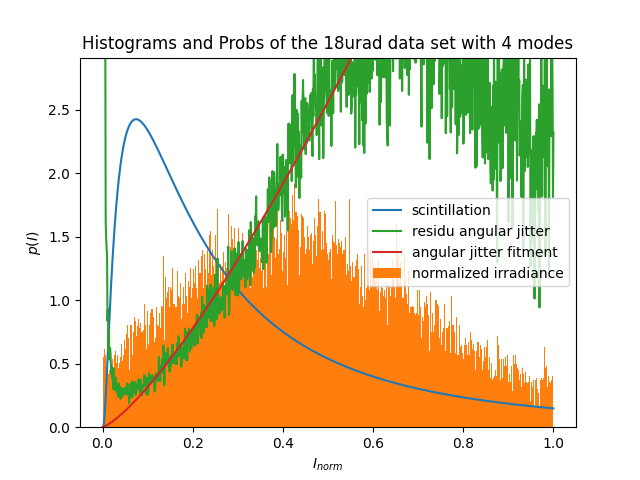 Histograms and Probs of the 18urad data set with 4 modes
2.5
2.0
1.5
1.0
0.5
0.0
p(I)
scintillation
residu angular jitter
angular jitter fitment
normalized irradiance
0.0 0.2 0.4 0.6 0.8 1.0
I_norm